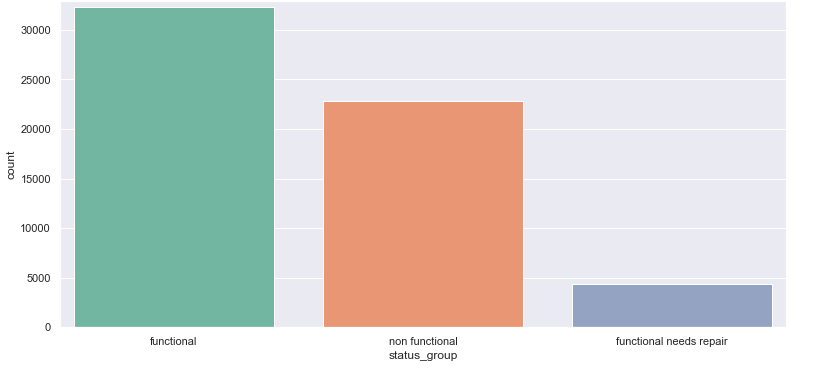 30000
25000
20000
15000
10000
5000
0
count
functional
non functional
functional needs repair
status_group